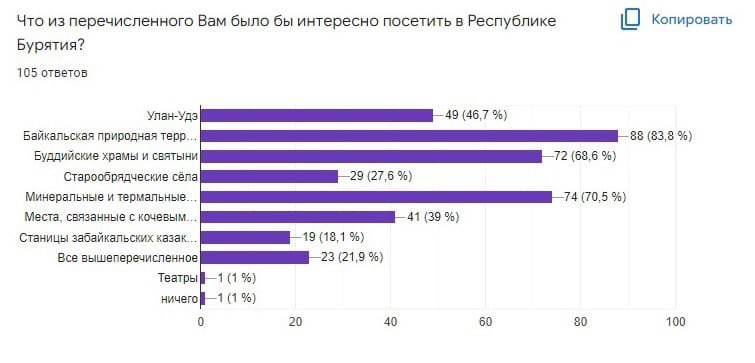 Что из перечисленного Вам было бы интересно посетить в Республике
Бурятия?
Копировать
105 ответов
Улан-Удэ 49 (46,7 %)
Байкальская природная терр… 88 (83,8 %)
Буддийские храмы и святыни 72 (68,6 %)
Старообрядческие сёла 29 (27,6 %)
Минеральные и термальные… 74 (70,5 %)
Места, связанные с кочевым… 41 (39 %)
Станицы забайкальских казак… 19 (18,1 %)
Все вышеперечисленное 23 (21,9 %)
Театры 1 (1 %)
ничего 1 (1 %)
0 20 40 60 80 100